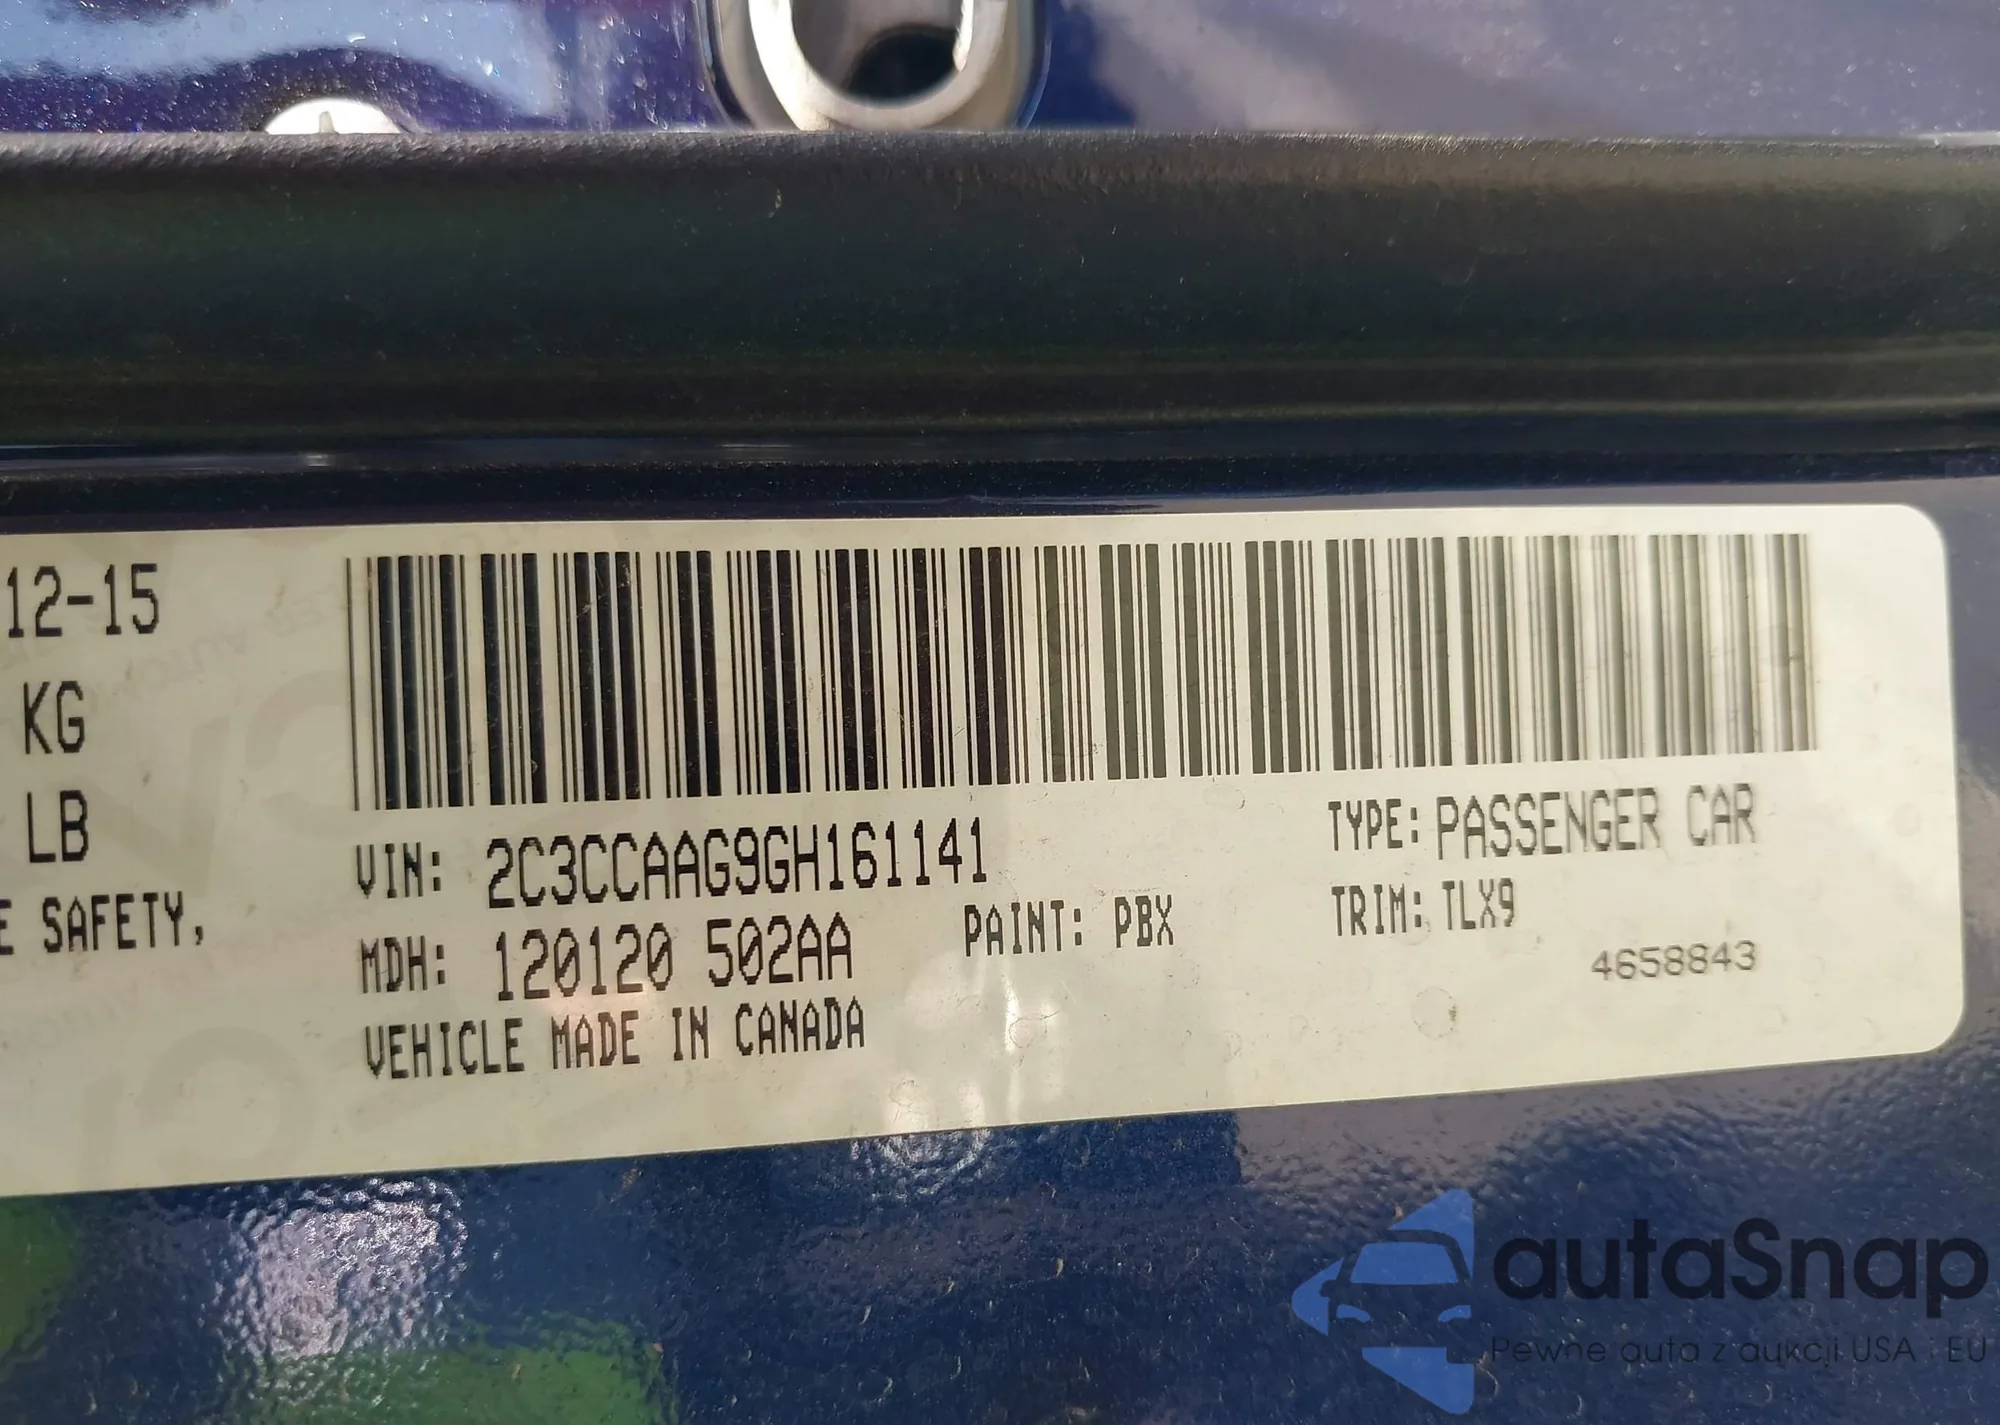 12-15
KG
LB
E SAFETY,
VIN: 2C3CCAAG9GH161141
TYPE: PASSENGER CAR
MDH: 120120 502AA
PAINT: PBX
TRIM: TLX9
4658843
VEHICLE MADE IN CANADA
autaSnap
Pewne auta z aukcji USA i EU